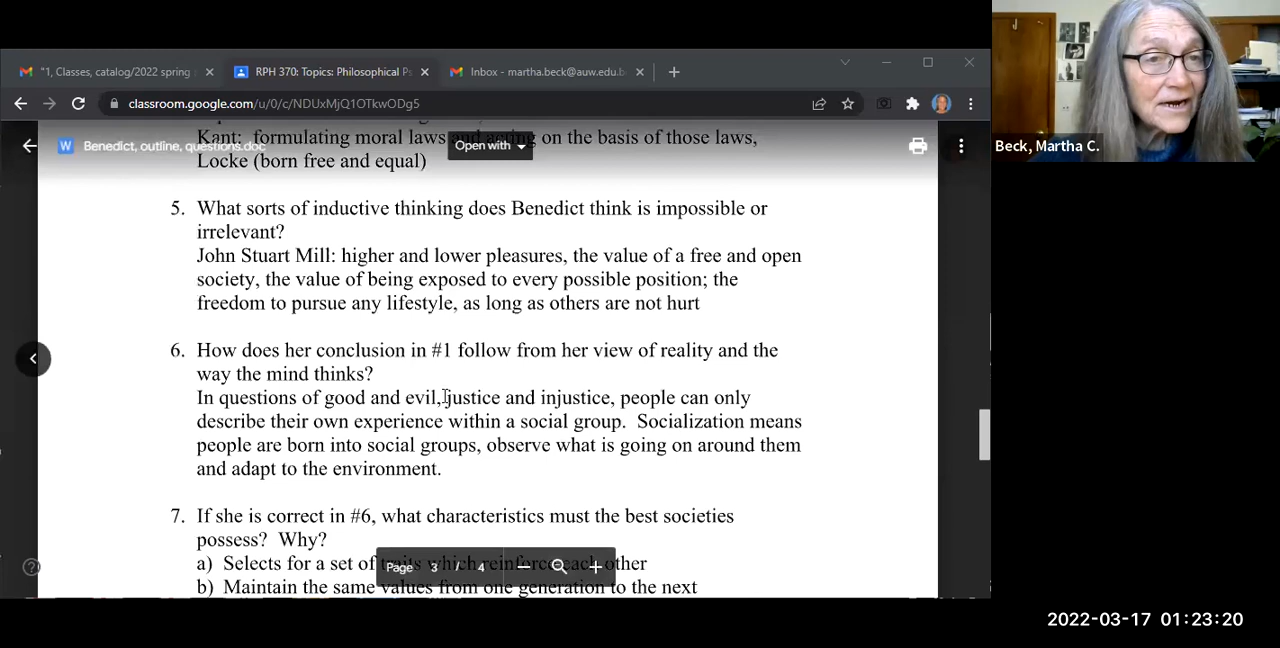 "1, Classes, catalog/2022 spring
RPH 370: Topics: Philosophical Ps
Inbox - martha.beck@auw.edu.b
classroom.google.com/u/0/c/NDUxMjQ1OTkwODg5
Kant: formulating moral laws and acting on the basis of those laws,
Benedict, outline, questions.doc
Open with
Locke (born free and equal)
Beck, Martha C.
5. What sorts of inductive thinking does Benedict think is impossible or
irrelevant?
John Stuart Mill: higher and lower pleasures, the value of a free and open
society, the value of being exposed to every possible position; the
freedom to pursue any lifestyle, as long as others are not hurt
6. How does her conclusion in #1 follow from her view of reality and the
way the mind thinks?
In questions of good and evil, justice and injustice, people can only
describe their own experience within a social group. Socialization means
people are born into social groups, observe what is going on around them
and adapt to the environment.
7. If she is correct in #6, what characteristics must the best societies
possess? Why?
a) Selects for a set of traits which reinforce each other
Page 3 / 4
b) Maintain the same values from one generation to the next
2022-03-17 01:23:20